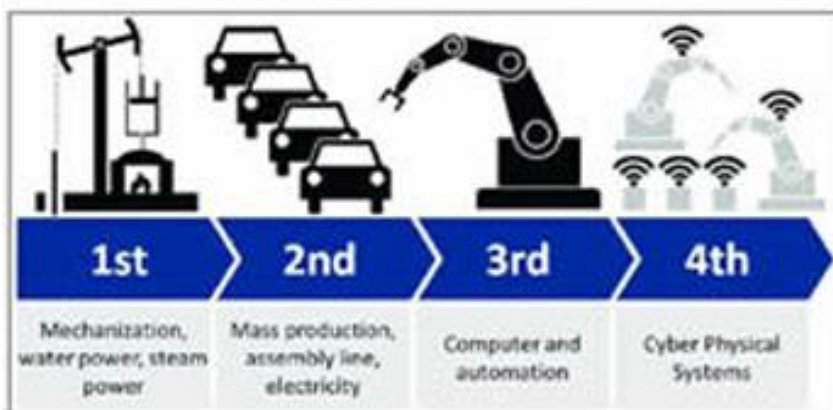 1st
2nd
3rd
4th
Mechanization,
water power, steam
power
Mass production,
assembly line,
electricity
Computer and
automation
Cyber Physical
Systems